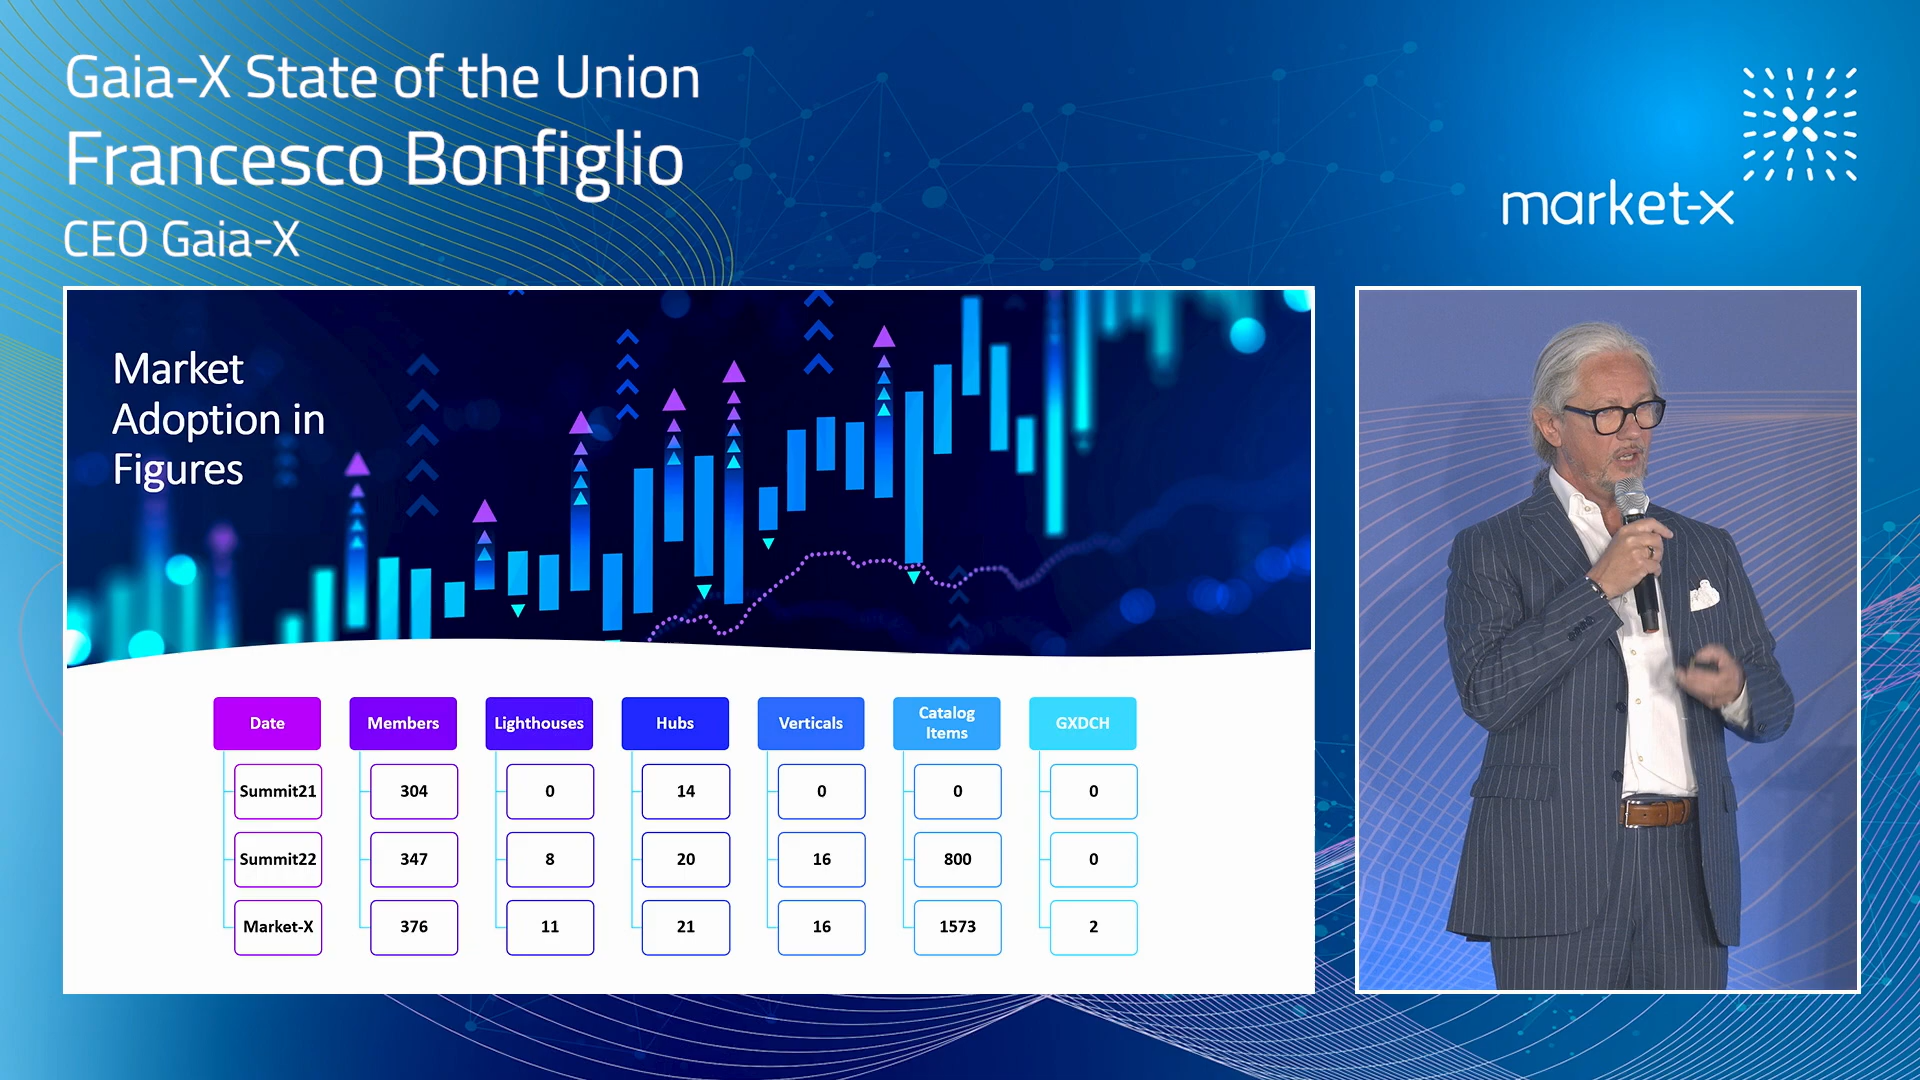 Gaia-X State of the Union
Francesco Bonfiglio
CEO Gaia-X
market-x
Market
Adoption in
Figures
Date Members Lighthouses Hubs Verticals Catalog Items GXDCH
Summit21 304 0 14 0 0 0
Summit22 347 8 20 16 800 0
Market-X 376 11 21 16 1573 2